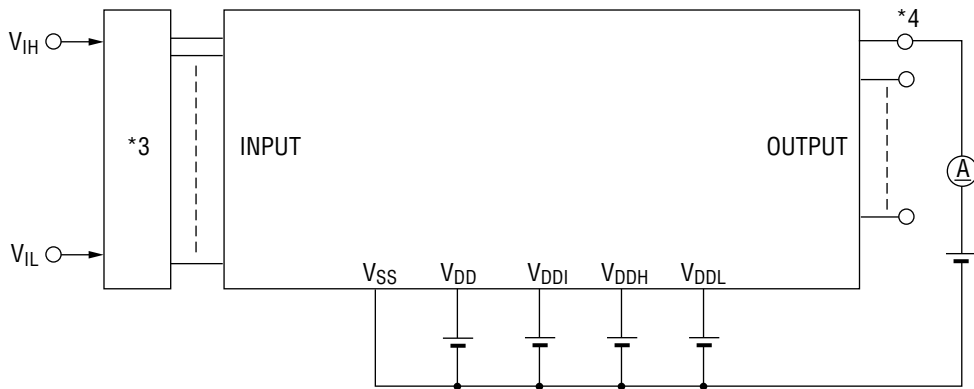 V_IH
*4
*3
INPUT
OUTPUT
A
V_IL
V_SS
V_DD
V_DDI
V_DDH
V_DDL